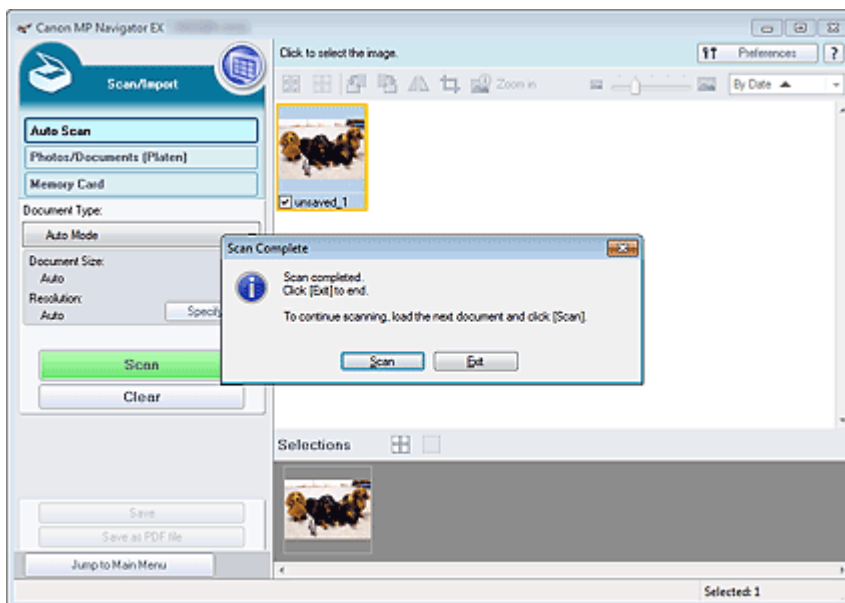 Canon MP Navigator EX
Scan/Import
Click to select the image.
Preferences
?
Zoom in
By Date
Auto Scan
Photos/Documents (Platen)
Memory Card
Document Type:
Auto Mode
Document Size:
Auto
Resolution:
Auto
Specify
Scan
Clear
Save
Save as PDF file
Jump to Main Menu
unsaved_1
Scan Complete
Scan completed.
Click [Exit] to end.
To continue scanning, load the next document and click [Scan].
Scan
Exit
Selections
Selected: 1